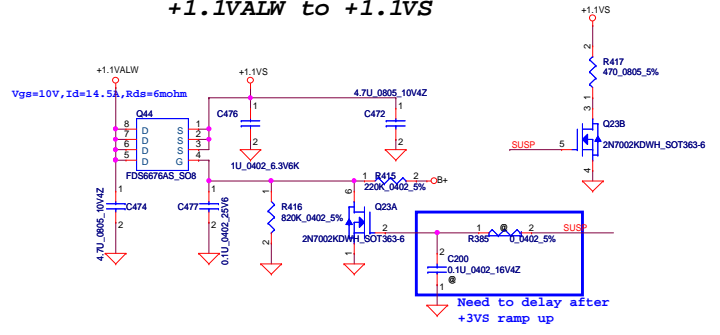 +1.1VALW to +1.1VS
+1.1VS
2
R417
470_0805_5%
1
+1.1VALW
+1.1VS
Vgs=10V,Id=14.5A,Rds=6mohm
4.7U_0805_10V4Z
Q44
8 D S 1
7 D S 2
6 D S 3
5 D G 4
FDS6676AS_SO8
1
C476
2
1U_0402_6.3V6K
1
C472
2
3
Q23B
SUSP 5
2N7002KDWH_SOT363-6
4
1 R415 2 B+
220K_0402_5%
1
C474
2
4.7U_0805_10V4Z
1
C477
2
0.1U_0402_25V6
1
R416
820K_0402_5%
2
6
Q23A
2
2N7002KDWH_SOT363-6
1
1 @ 2 SUSP
R385 0_0402_5%
2
C200
0.1U_0402_16V4Z
1 @
Need to delay after
+3VS ramp up